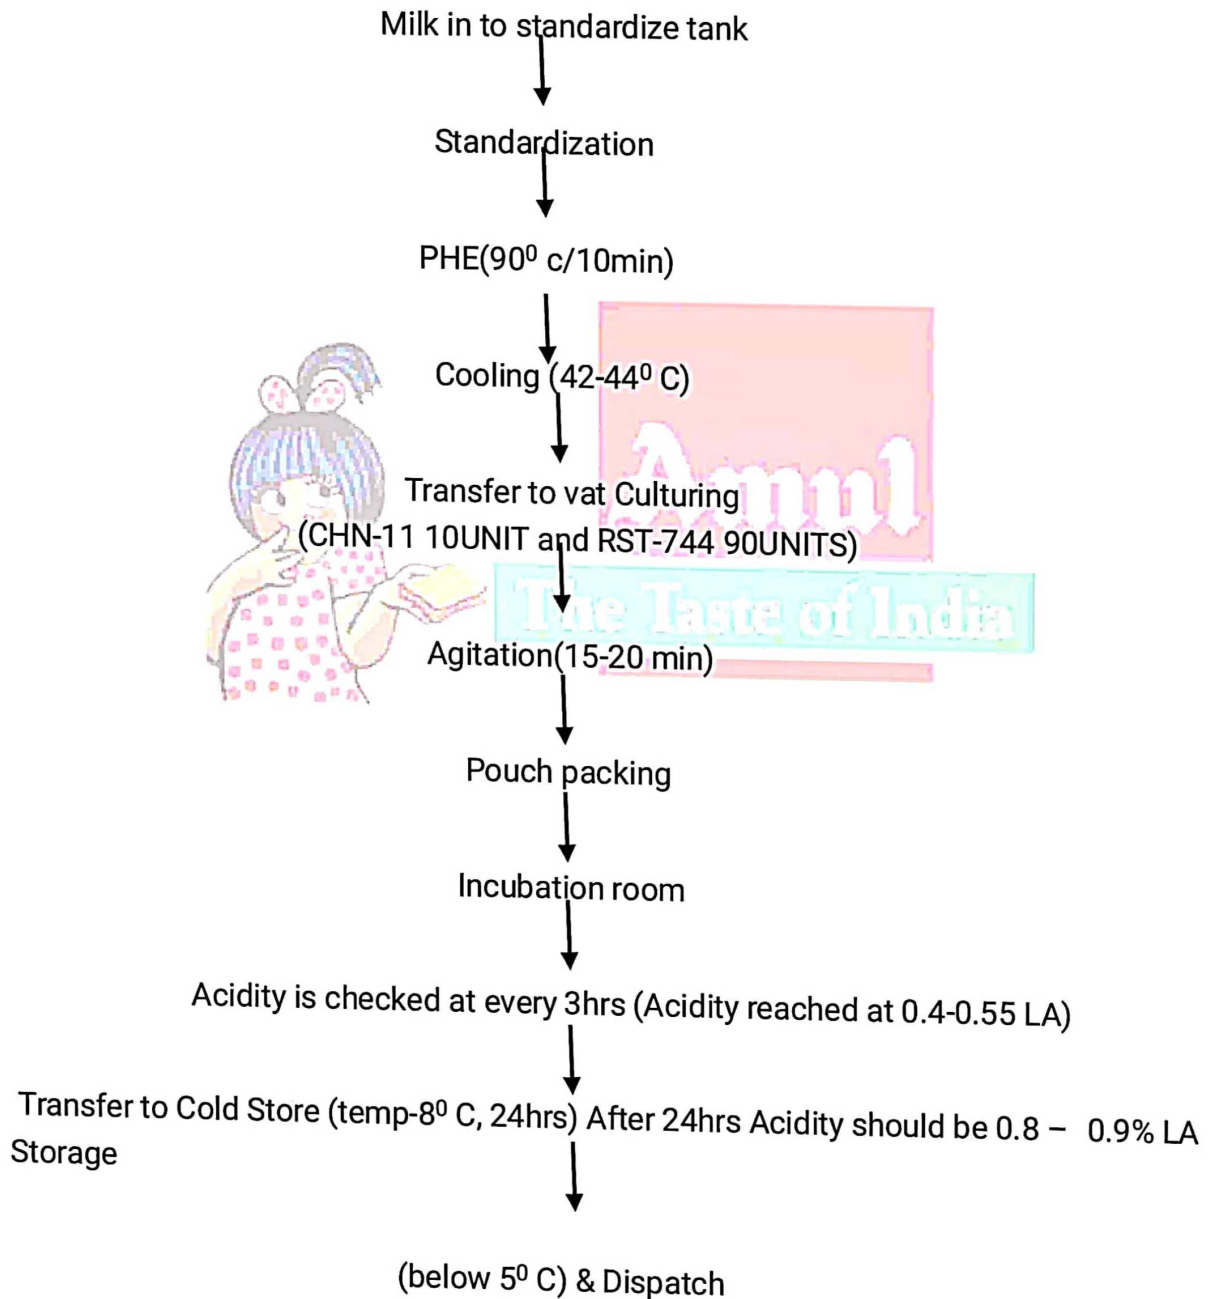 Milk in to standardize tank
Standardization
PHE(90⁰ c/10min)
Cooling (42-44⁰ C)
Transfer to vat Culturing
(CHN-11 10UNIT and RST-744 90UNITS)
Amul
The Taste of India
Agitation(15-20 min)
Pouch packing
Incubation room
Acidity is checked at every 3hrs (Acidity reached at 0.4-0.55 LA)
Transfer to Cold Store (temp-8⁰ C, 24hrs) After 24hrs Acidity should be 0.8 – 0.9% LA
Storage
(below 5⁰ C) & Dispatch